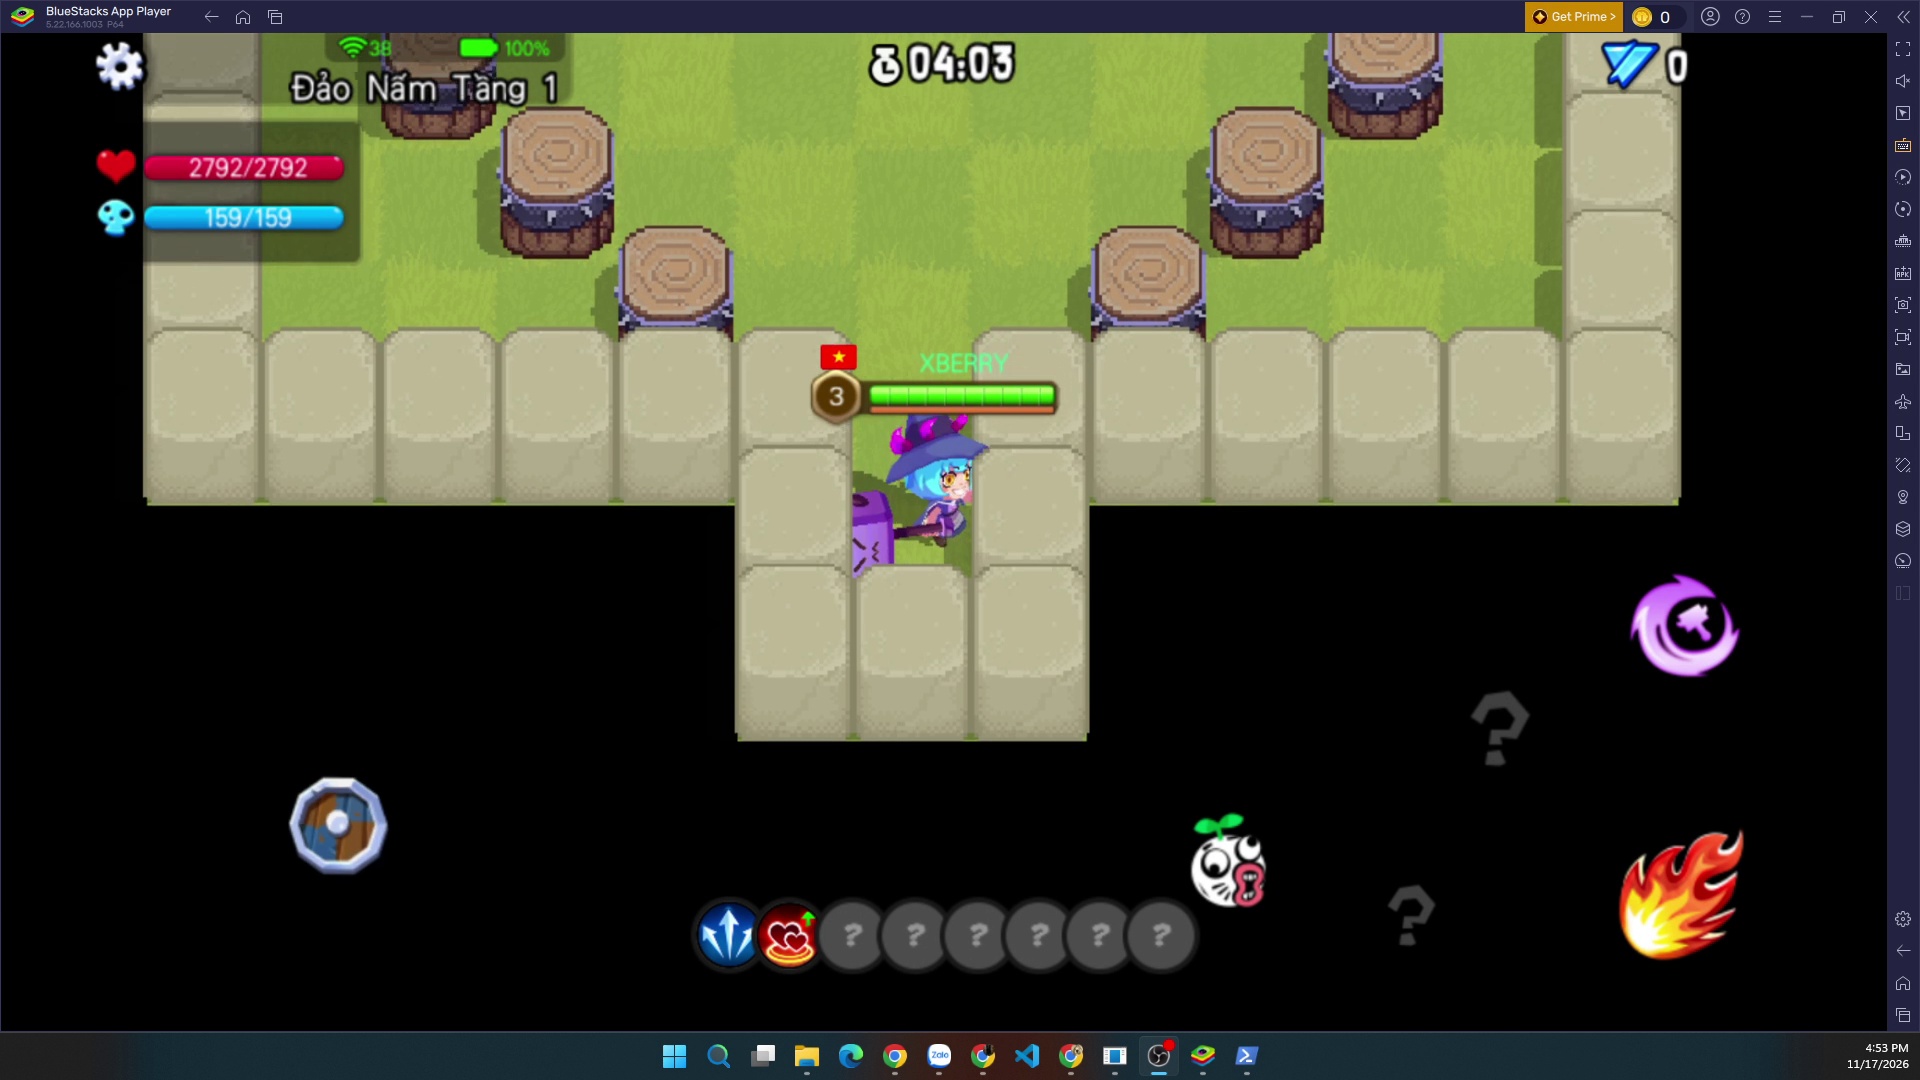 BlueStacks App Player
5.22.166.1003 P64
Get Prime >
0
38
100%
04:03
0
Đảo Nấm Tầng 1
2792/2792
159/159
XBERRY
3
? ? ? ? ? ?
?
?
Zalo
4:53 PM
11/17/2026